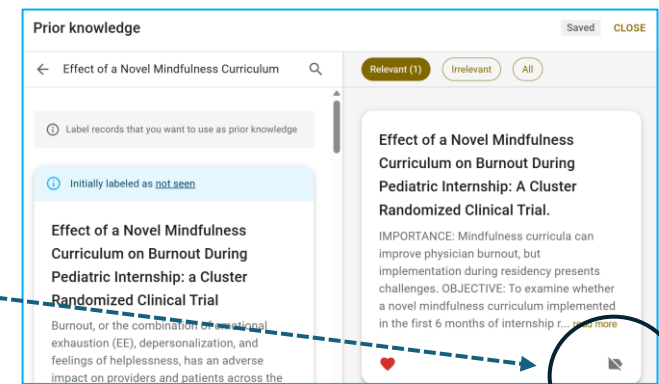 Prior knowledge
Saved
CLOSE
Effect of a Novel Mindfulness Curriculum
Label records that you want to use as prior knowledge
Initially labeled as not seen
Effect of a Novel Mindfulness
Curriculum on Burnout During
Pediatric Internship: a Cluster
Randomized Clinical Trial
Burnout, or the combination of emotional
exhaustion (EE), depersonalization, and
feelings of helplessness, has an adverse
impact on providers and patients across the
Relevant (1)
Irrelevant
All
Effect of a Novel Mindfulness
Curriculum on Burnout During
Pediatric Internship: A Cluster
Randomized Clinical Trial.
IMPORTANCE: Mindfulness curricula can
improve physician burnout, but
implementation during residency presents
challenges. OBJECTIVE: To examine whether
a novel mindfulness curriculum implemented
in the first 6 months of internship r... read more